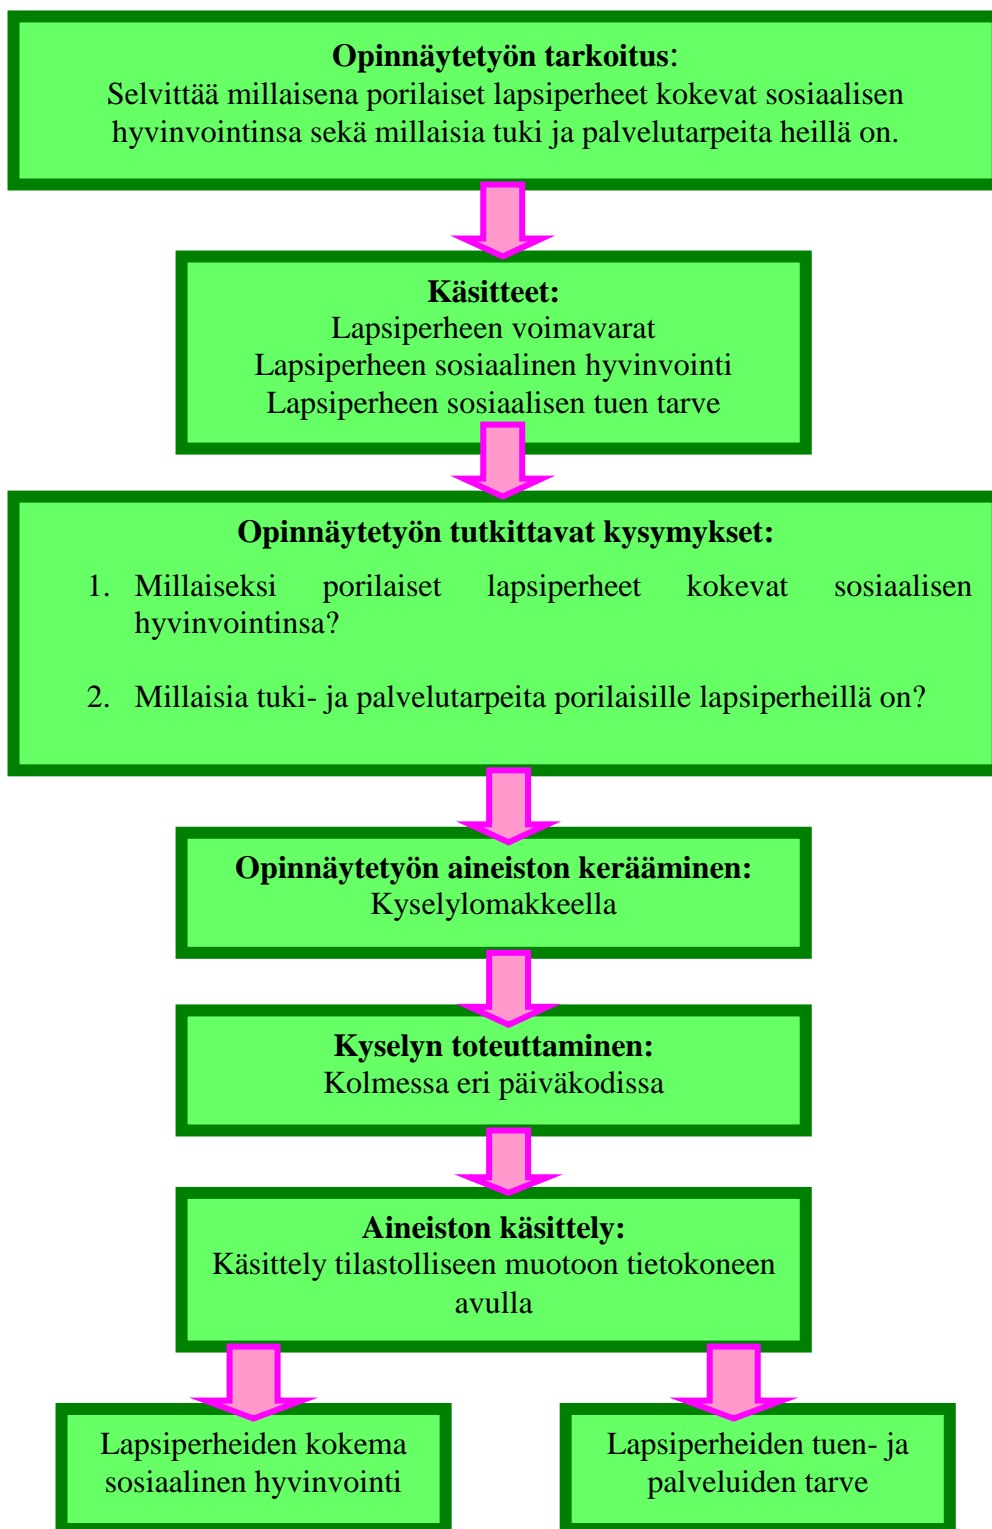 Opinnäytetyön tarkoitus:
Selvittää millaisena porilaiset lapsiperheet kokevat sosiaalisen
hyvinvointinsa sekä millaisia tuki ja palvelutarpeita heillä on.
Käsitteet:
Lapsiperheen voimavarat
Lapsiperheen sosiaalinen hyvinvointi
Lapsiperheen sosiaalisen tuen tarve
Opinnäytetyön tutkittavat kysymykset:
1. Millaiseksi porilaiset lapsiperheet kokevat sosiaalisen
hyvinvointinsa?
2. Millaisia tuki- ja palvelutarpeita porilaisille lapsiperheillä on?
Opinnäytetyön aineiston kerääminen:
Kyselylomakkeella
Kyselyn toteuttaminen:
Kolmessa eri päiväkodissa
Aineiston käsittely:
Käsittely tilastolliseen muotoon tietokoneen
avulla
Lapsiperheiden kokema
sosiaalinen hyvinvointi
Lapsiperheiden tuen- ja
palveluiden tarve